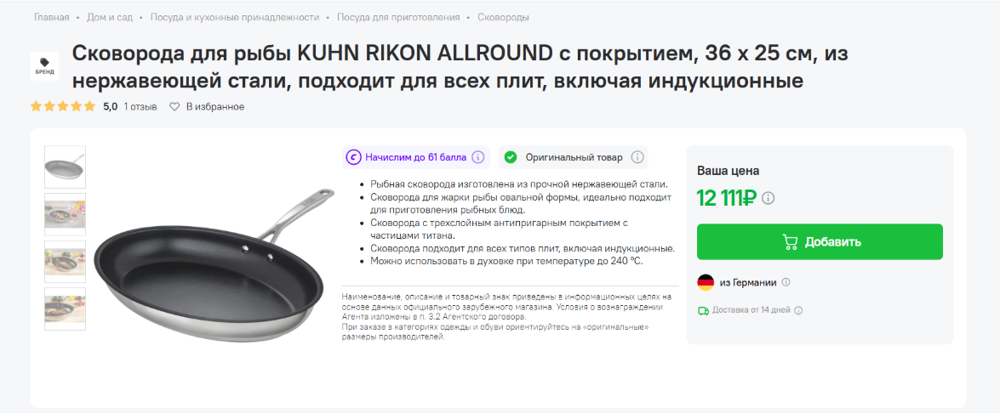 Главная • Дом и сад • Посуда и кухонные принадлежности • Посуда для приготовления • Сковороды
БРЕНД
Сковорода для рыбы KUHN RIKON ALLROUND с покрытием, 36 x 25 см, из
нержавеющей стали, подходит для всех плит, включая индукционные
5,0 1 отзыв В избранное
Начислим до 61 балла
Оригинальный товар
• Рыбная сковорода изготовлена из прочной нержавеющей стали.
• Сковорода для жарки рыбы овальной формы, идеально подходит
для приготовления рыбных блюд.
• Сковорода с трехслойным антипригарным покрытием с
частицами титана.
• Сковорода подходит для всех типов плит, включая индукционные.
• Можно использовать в духовке при температуре до 240 °C.
Наименование, описание и товарный знак приведены в информационных целях на
основе данных официального зарубежного магазина. Условия о вознаграждении
Агента изложены в п. 3.2 Агентского договора.
При заказе в категориях одежды и обуви ориентируйтесь на «оригинальные»
размеры производителей.
Ваша цена
12 111₽
Добавить
из Германии
Доставка от 14 дней